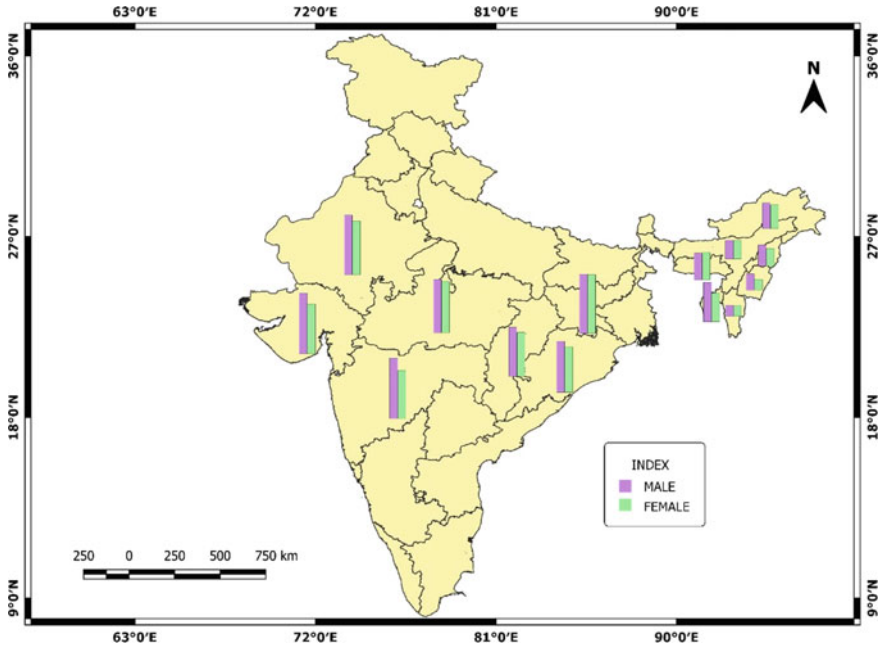 63°0'E 72°0'E 81°0'E 90°0'E
36°0'N 36°0'N
N
27°0'N 27°0'N
18°0'N 18°0'N
INDEX
MALE
FEMALE
250 0 250 500 750 km
9°0'N 9°0'N
63°0'E 72°0'E 81°0'E 90°0'E